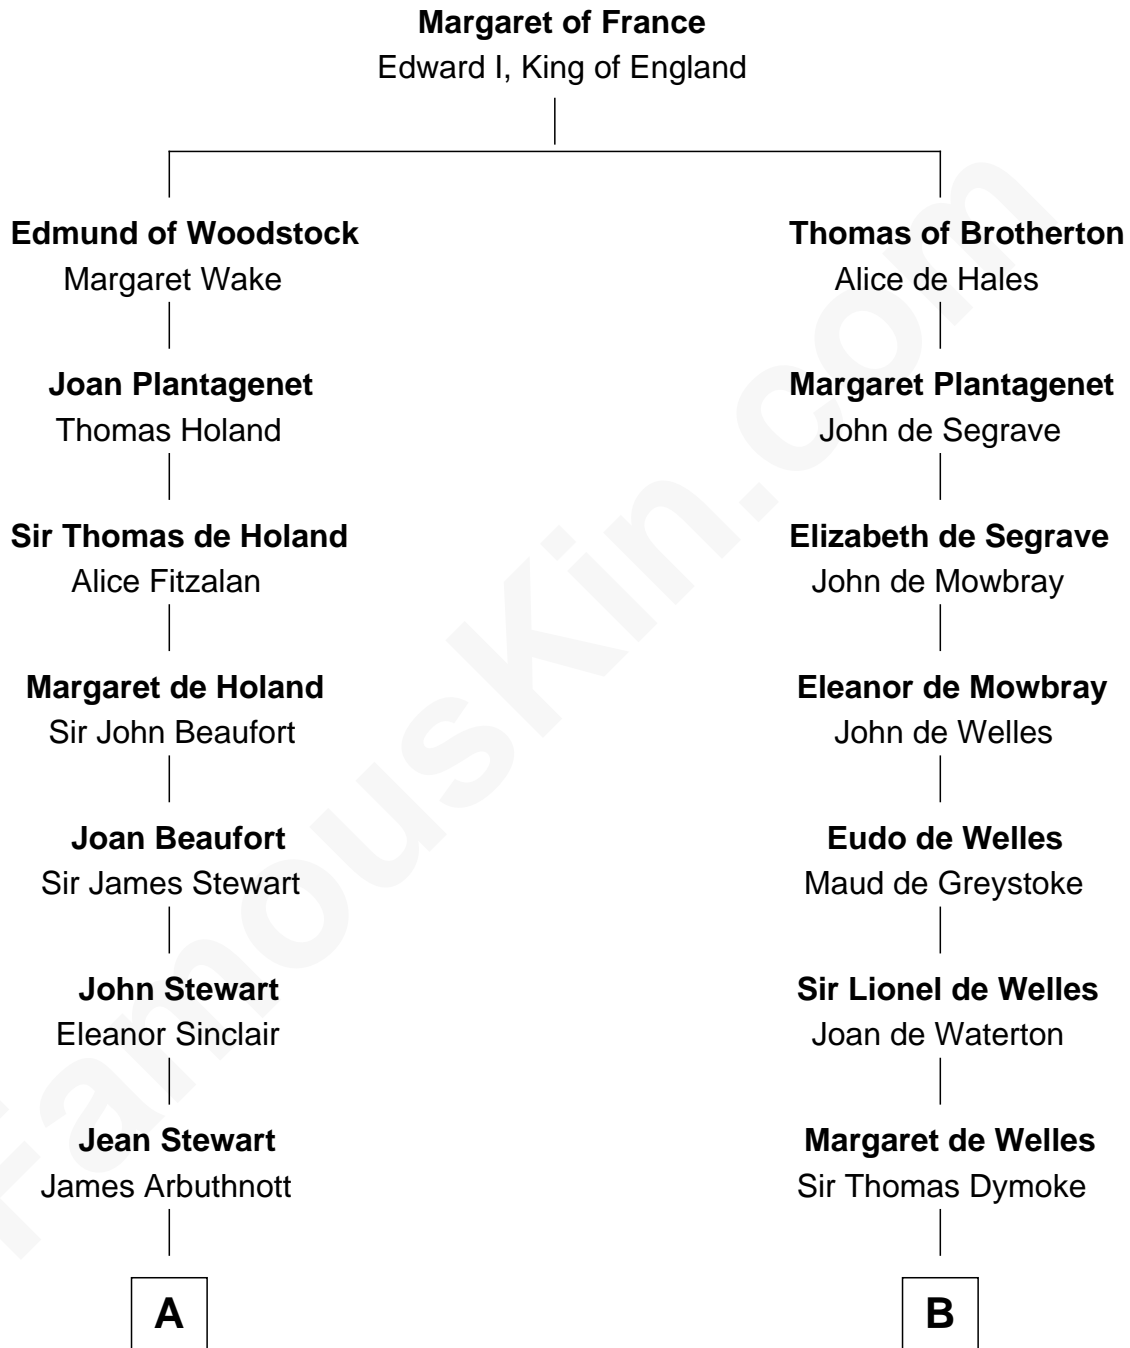 Margaret of France
Edward I, King of England
Edmund of Woodstock
Margaret Wake
Thomas of Brotherton
Alice de Hales
Joan Plantagenet
Thomas Holand
Margaret Plantagenet
John de Segrave
Sir Thomas de Holand
Alice Fitzalan
Elizabeth de Segrave
John de Mowbray
Margaret de Holand
Sir John Beaufort
Eleanor de Mowbray
John de Welles
Joan Beaufort
Sir James Stewart
Eudo de Welles
Maud de Greystoke
John Stewart
Eleanor Sinclair
Sir Lionel de Welles
Joan de Waterton
Jean Stewart
James Arbuthnott
Margaret de Welles
Sir Thomas Dymoke
A
B
FamousKin.com